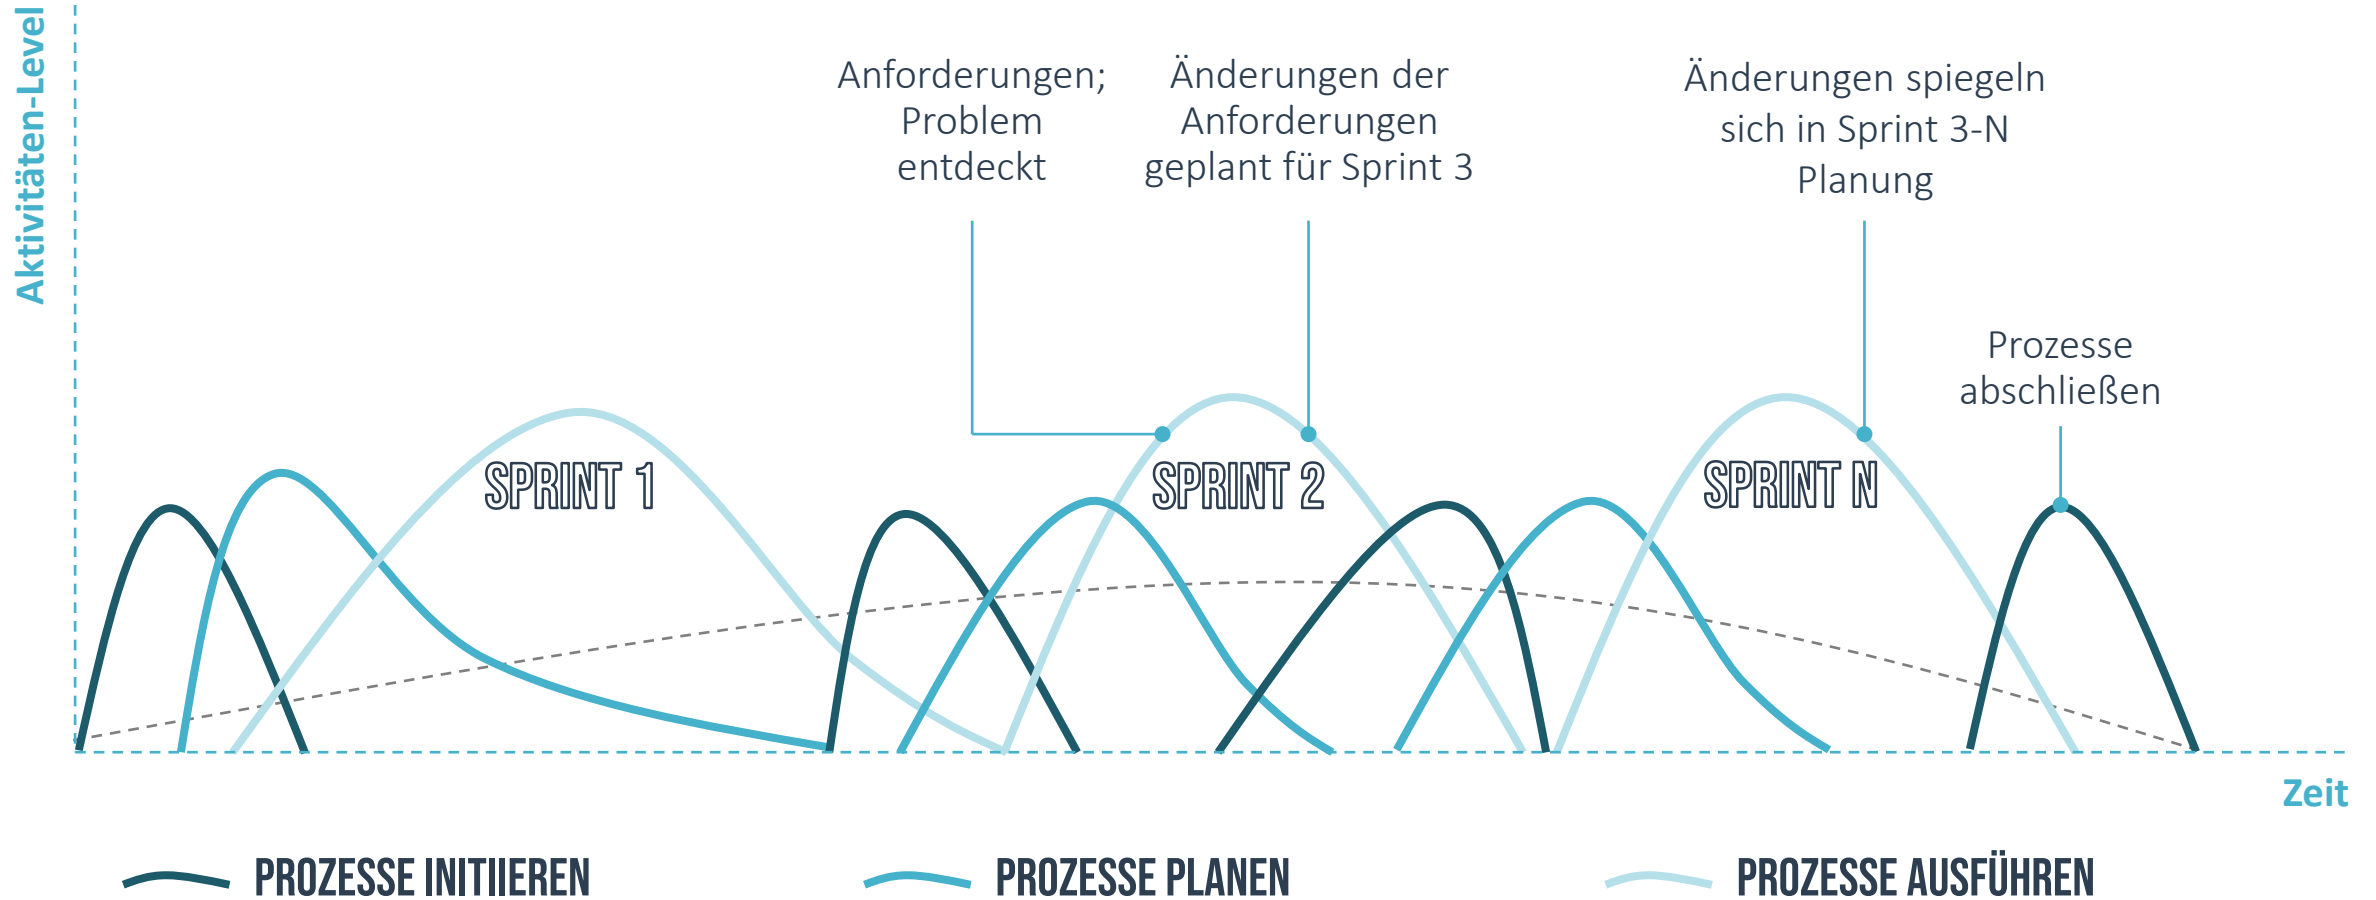 Aktivitäten-Level
Anforderungen;
Problem
entdeckt
Änderungen der
Anforderungen
geplant für Sprint 3
Änderungen spiegeln
sich in Sprint 3-N
Planung
Prozesse
abschließen
SPRINT 1
SPRINT 2
SPRINT N
Zeit
PROZESSE INITIIEREN
PROZESSE PLANEN
PROZESSE AUSFÜHREN